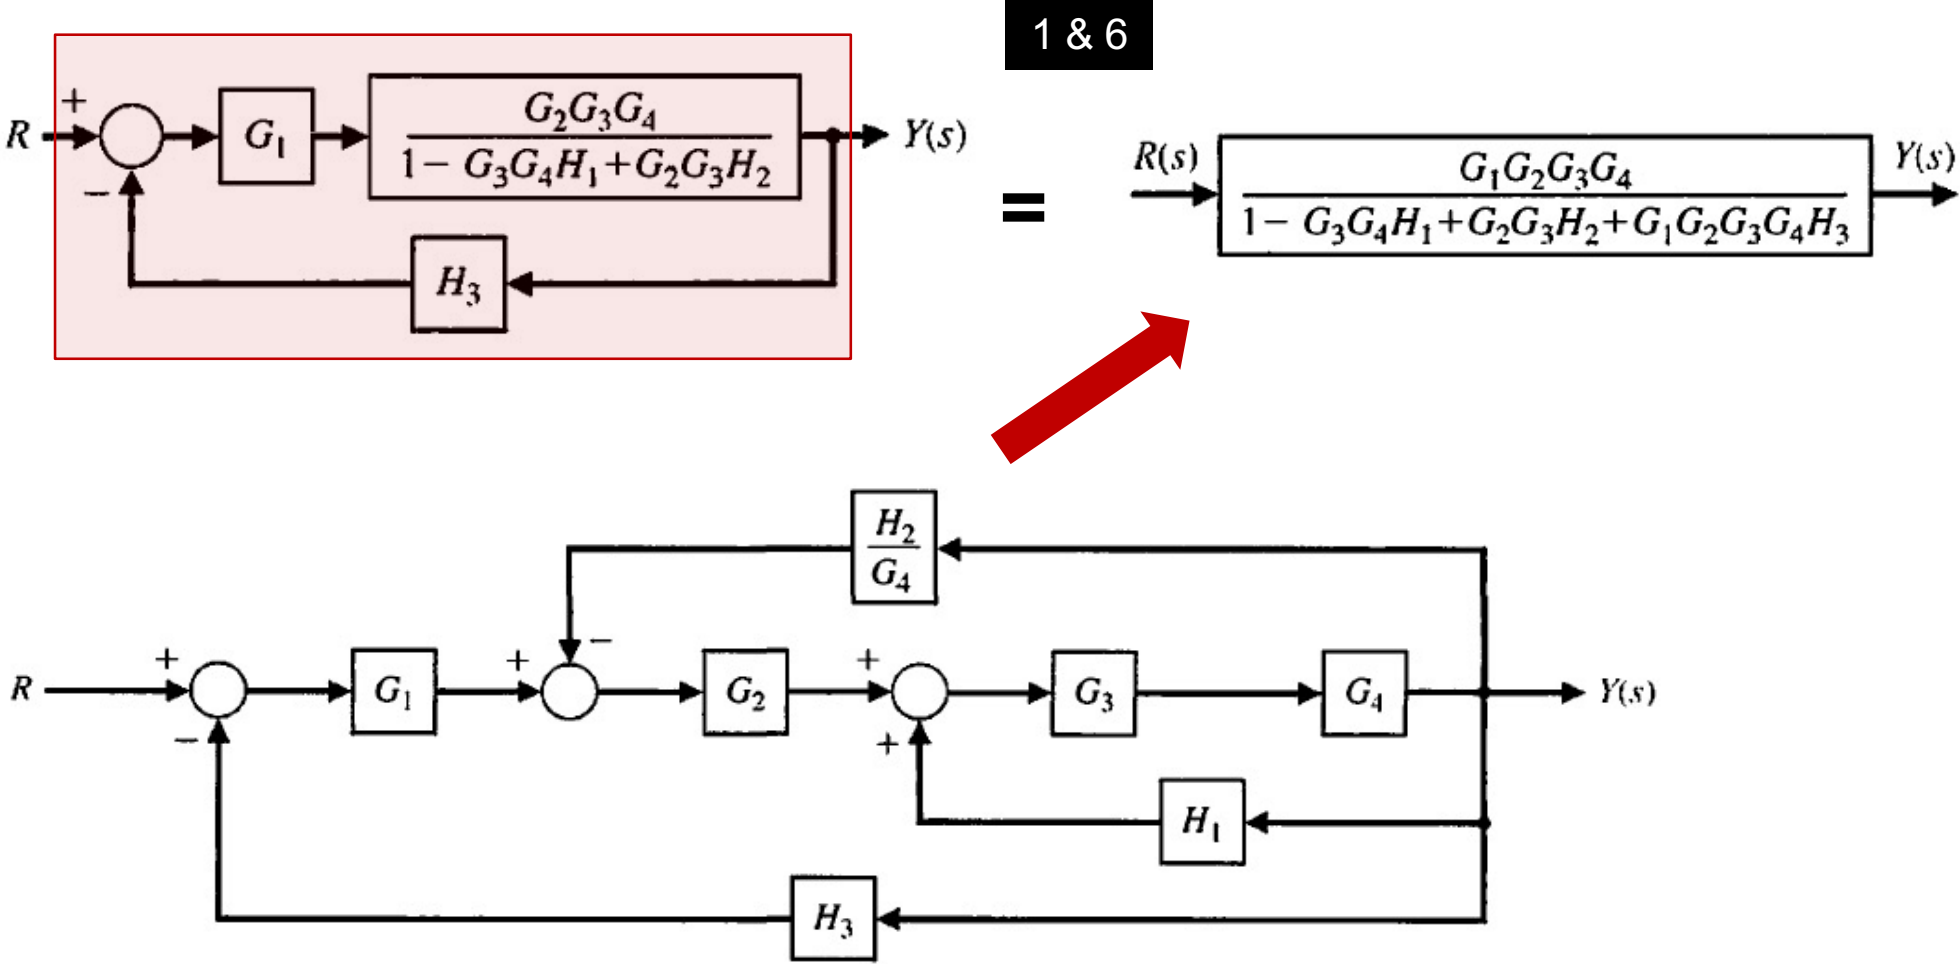 1 & 6
R + − G₁ G₂G₃G₄ / 1 − G₃G₄H₁ + G₂G₃H₂ Y(s)
H₃
=
R(s) G₁G₂G₃G₄ / 1 − G₃G₄H₁ + G₂G₃H₂ + G₁G₂G₃G₄H₃ Y(s)
H₂ / G₄
R + − G₁ + − G₂ + + G₃ G₄ Y(s)
H₁
H₃